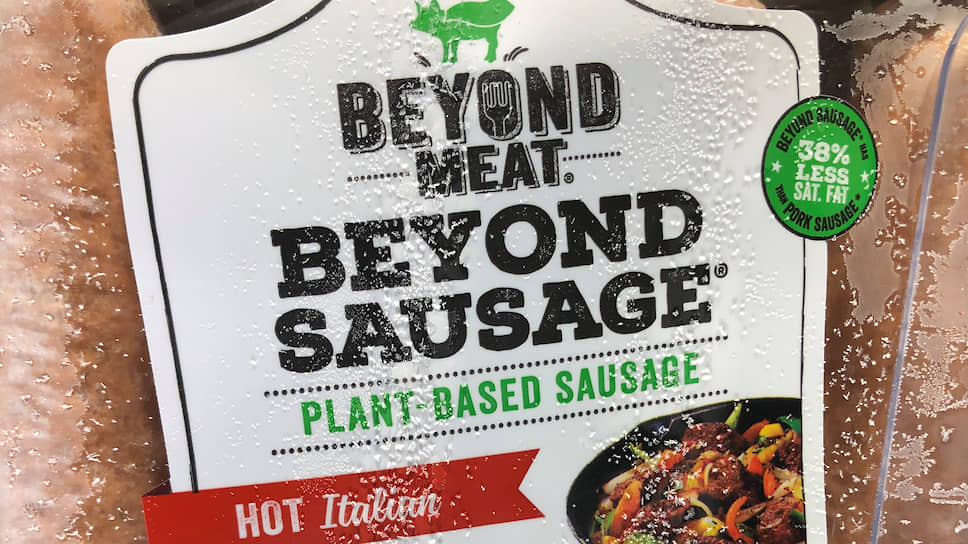 BEYOND
MEAT®
BEYOND
SAUSAGE®
PLANT-BASED SAUSAGE
HOT Italian
BEYOND SAUSAGE® HAS
38%
LESS
SAT. FAT
THAN PORK SAUSAGE